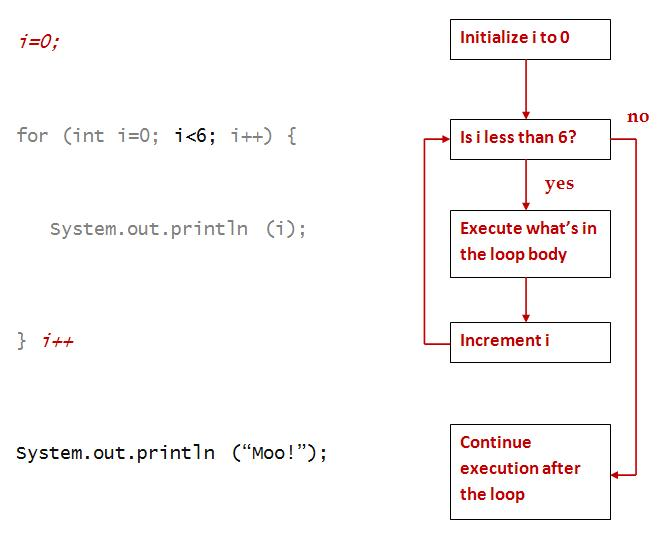 i=0;
for (int i=0; i<6; i++) {
System.out.println (i);
} i++
System.out.println (“Moo!”);
Initialize i to 0
Is i less than 6?
no
yes
Execute what’s in
the loop body
Increment i
Continue
execution after
the loop